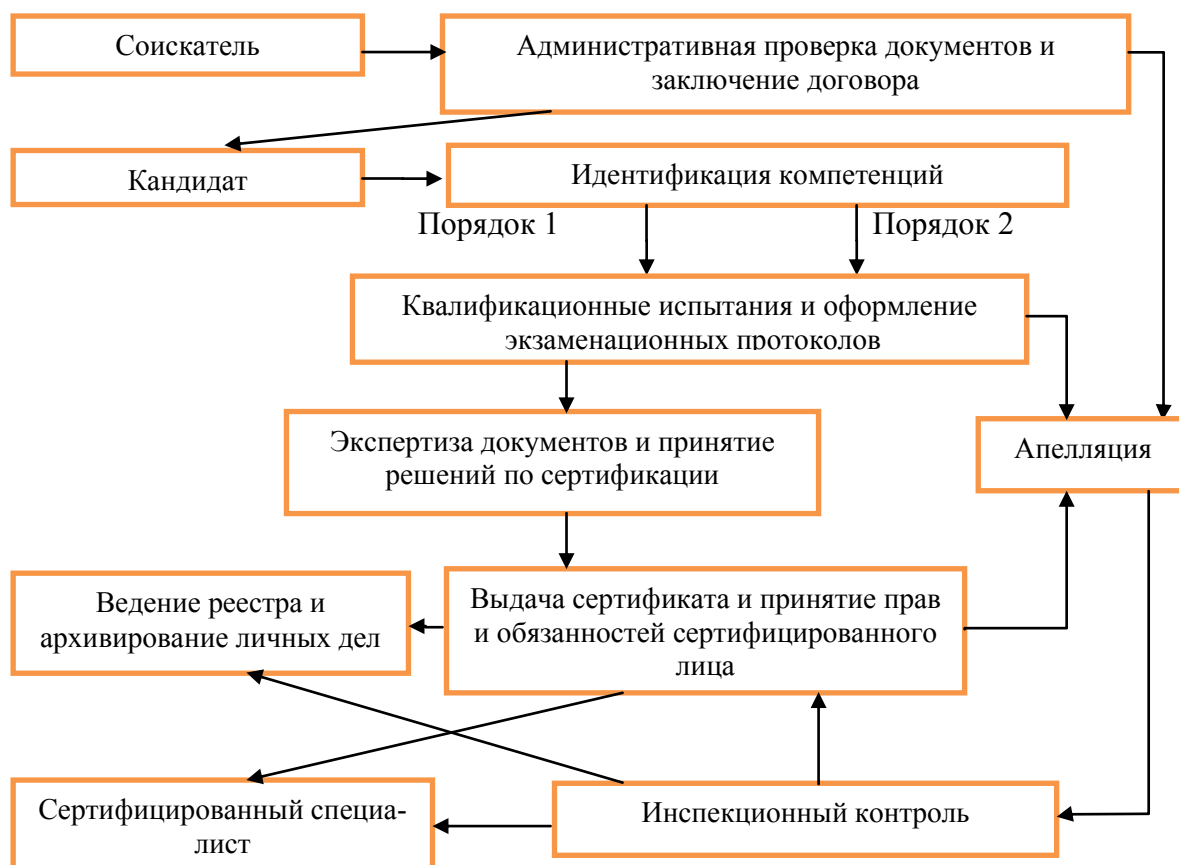 Соискатель
Административная проверка документов и
заключение договора
Кандидат
Идентификация компетенций
Порядок 1
Порядок 2
Квалификационные испытания и оформление
экзаменационных протоколов
Экспертиза документов и принятие
решений по сертификации
Апелляция
Ведение реестра и
архивирование личных дел
Выдача сертификата и принятие прав
и обязанностей сертифицированного
лица
Сертифицированный специа-
лист
Инспекционный контроль